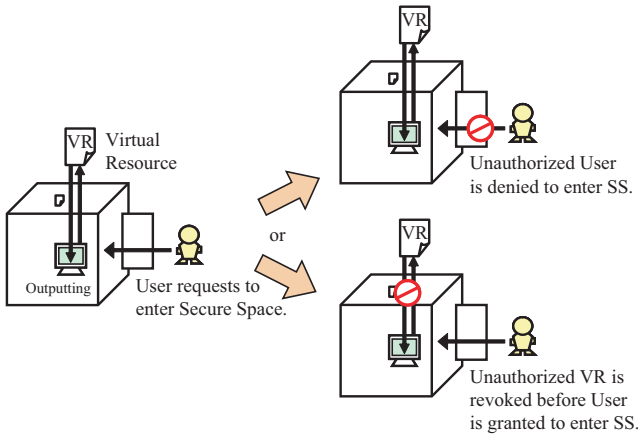 VR
Virtual
Resource
Outputting
User requests to
enter Secure Space.
or
VR
Unauthorized User
is denied to enter SS.
VR
Unauthorized VR is
revoked before User
is granted to enter SS.